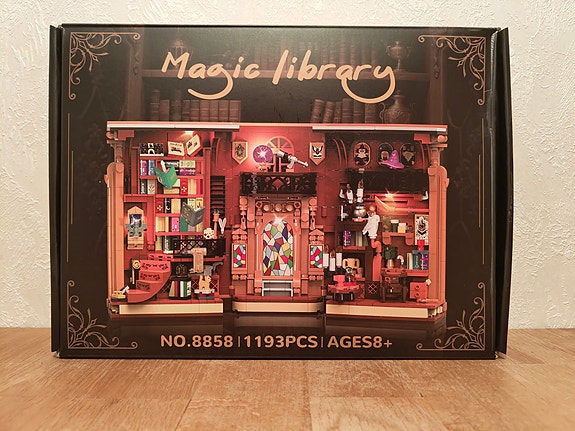 Magic library
NO.8858 | 1193PCS | AGES8+